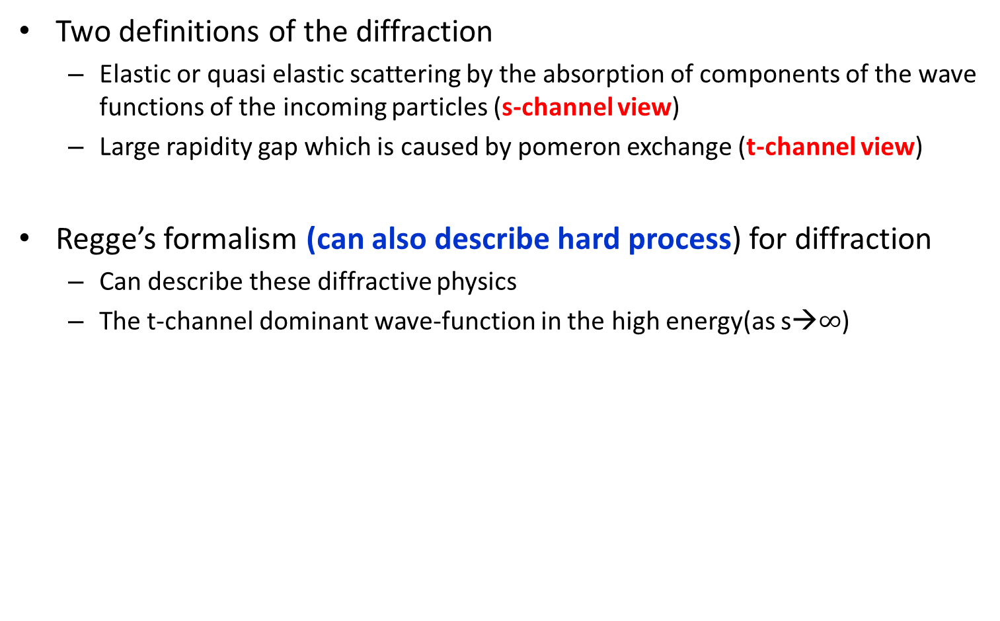 • Two definitions of the diffraction
– Elastic or quasi elastic scattering by the absorption of components of the wave
functions of the incoming particles (s-channel view)
– Large rapidity gap which is caused by pomeron exchange (t-channel view)
• Regge’s formalism (can also describe hard process) for diffraction
– Can describe these diffractive physics
– The t-channel dominant wave-function in the high energy(as s→∞)